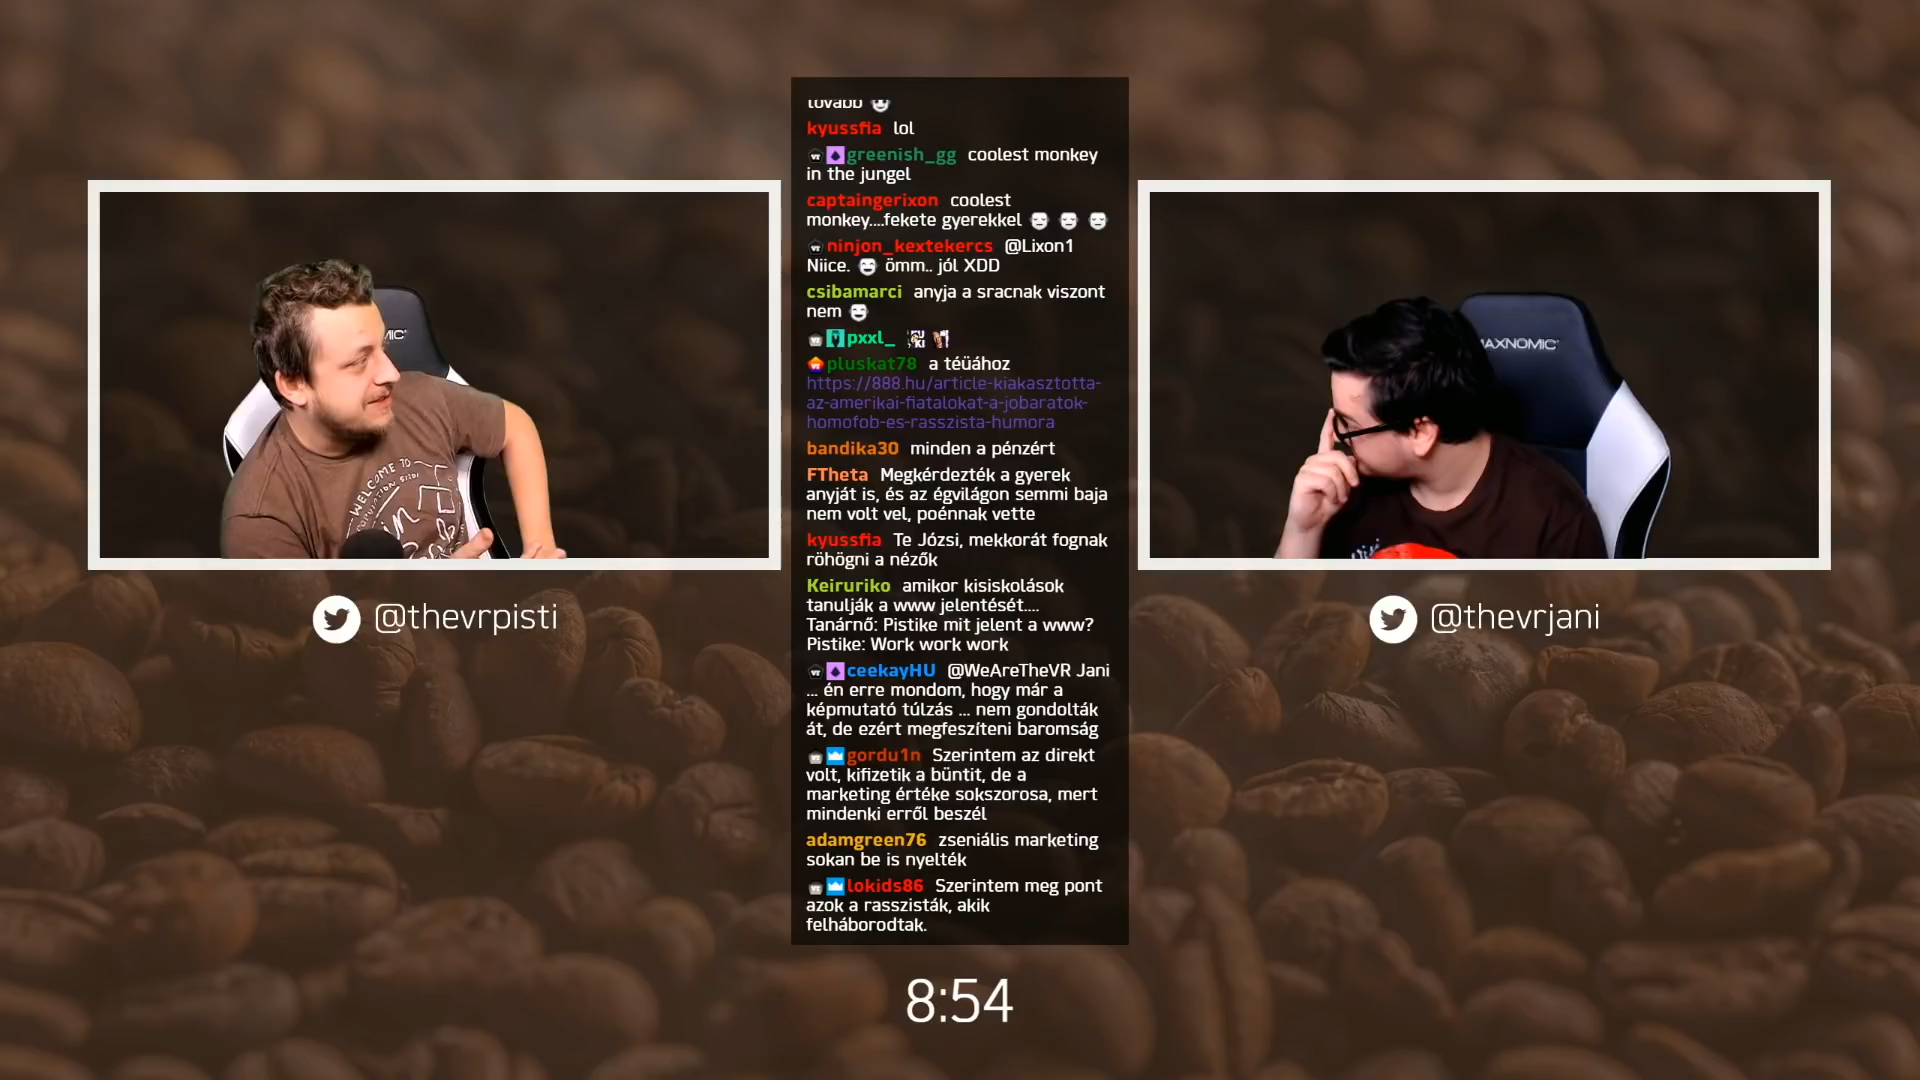 tovább
kyussfia lol
greenish_gg coolest monkey
in the jungel
captaingerixon coolest
monkey....fekete gyerekkel
ninjon_kextekercs @Lixon1
Niice. ömm.. jól XDD
csibamarci anyja a sracnak viszont
nem
pxxl_
pluskat78 a téüához
https://888.hu/article-kiakasztotta-
az-amerikai-fiatalokat-a-jobaratok-
homofob-es-rasszista-humora
bandika30 minden a pénzért
FTheta Megkérdezték a gyerek
anyját is, és az égvilágon semmi baja
nem volt vel, poénnak vette
kyussfia Te Józsi, mekkorát fognak
röhögni a nézők
Keiruriko amikor kisiskolások
tanulják a www jelentését....
Tanárnő: Pistike mit jelent a www?
Pistike: Work work work
ceekayHU @WeAreTheVR Jani
... én erre mondom, hogy már a
képmutató túlzás ... nem gondolták
át, de ezért megfeszíteni baromság
gordu1n Szerintem az direkt
volt, kifizetik a büntit, de a
marketing értéke sokszorosa, mert
mindenki erről beszél
adamgreen76 zseniális marketing
sokan be is nyelték
lokids86 Szerintem meg pont
azok a rasszisták, akik
felháborodtak.
WELCOME TO
@thevrpisti
MAXNOMIC
@thevrjani
8:54